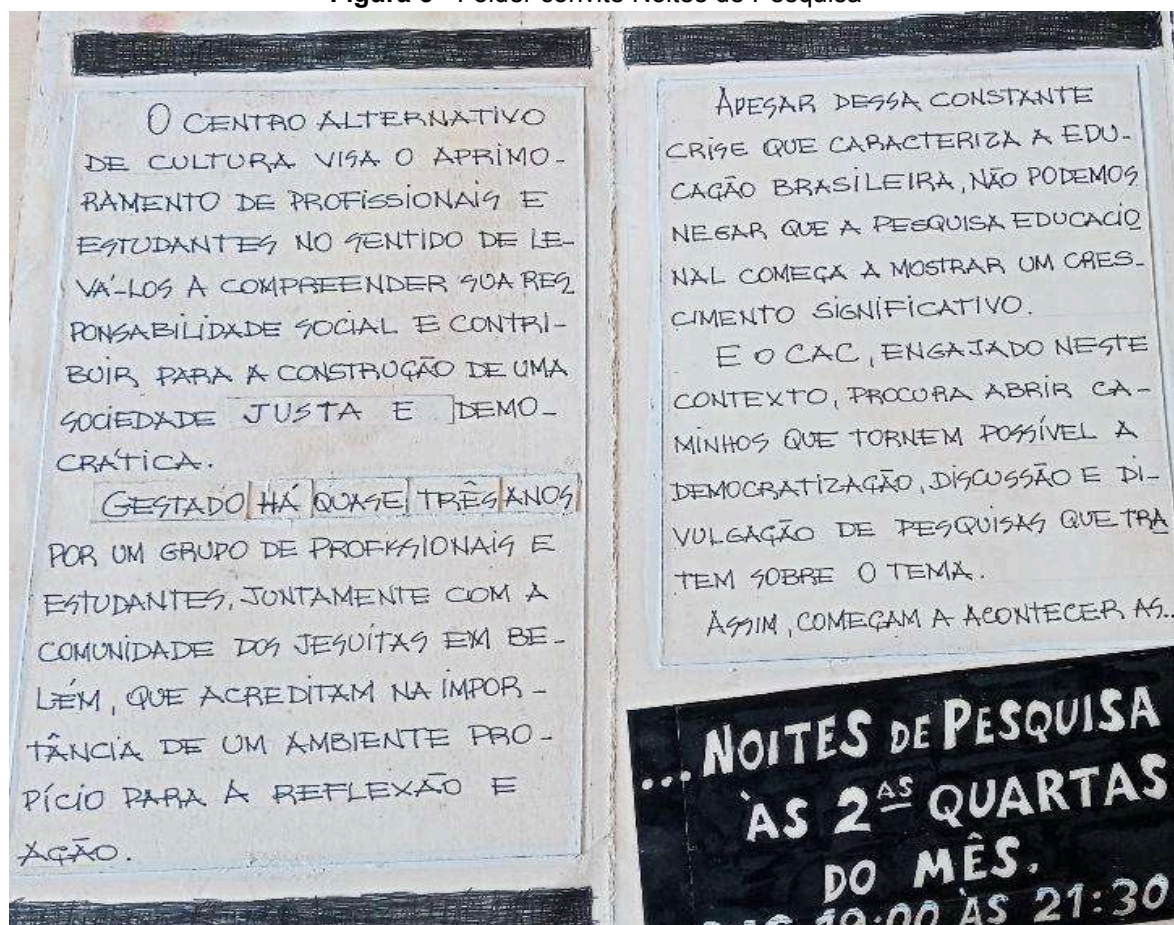 O CENTRO ALTERNATIVO
DE CULTURA VISA O APRIMO-
RAMENTO DE PROFISSIONAIS E
ESTUDANTES NO SENTIDO DE LE-
VÁ-LOS A COMPREENDER SUA RES
PONSABILIDADE SOCIAL E CONTRI-
BUIR PARA A CONSTRUÇÃO DE UMA
SOCIEDADE JUSTA E DEMO-
CRÁTICA.
GESTADO HÁ QUASE TRÊS ANOS
POR UM GRUPO DE PROFISSIONAIS E
ESTUDANTES, JUNTAMENTE COM A
COMUNIDADE DOS JESUÍTAS EM BE-
LÉM, QUE ACREDITAM NA IMPOR-
TÂNCIA DE UM AMBIENTE PRO-
PÍCIO PARA A REFLEXÃO E
AÇÃO.
APESAR DESSA CONSTANTE
CRISE QUE CARACTERIZA A EDU-
CAÇÃO BRASILEIRA, NÃO PODEMOS
NEGAR QUE A PESQUISA EDUCACIO
NAL COMEÇA A MOSTRAR UM CRES-
CIMENTO SIGNIFICATIVO.
E O CAC, ENGAJADO NESTE
CONTEXTO, PROCURA ABRIR CA-
MINHOS QUE TORNEM POSSÍVEL A
DEMOCRATIZAÇÃO, DISCUSSÃO E DI-
VULGAÇÃO DE PESQUISAS QUE TRA
TEM SOBRE O TEMA.
ASSIM, COMEÇAM A ACONTECER AS...
... NOITES DE PESQUISA
ÀS 2AS QUARTAS
DO MÊS.
19:00 ÀS 21:30